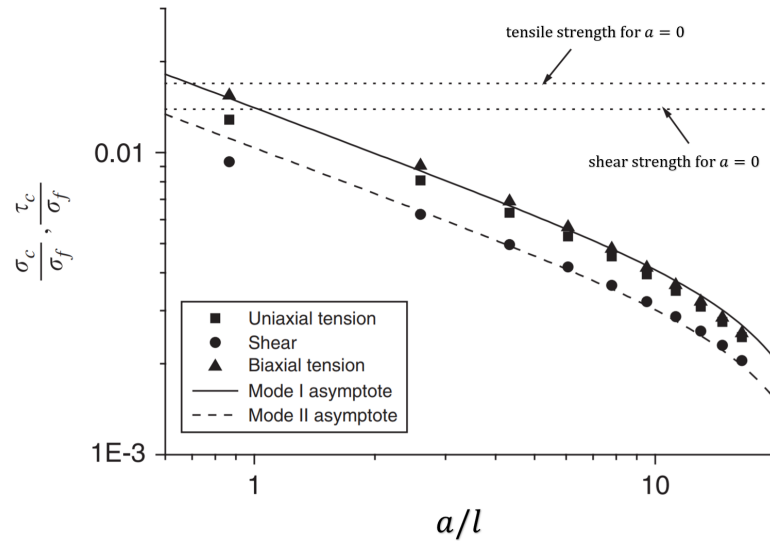 tensile strength for a = 0
0.01
shear strength for a = 0
σc/σf, τc/σf
Uniaxial tension
Shear
Biaxial tension
Mode I asymptote
Mode II asymptote
1E-3
1
10
a/l